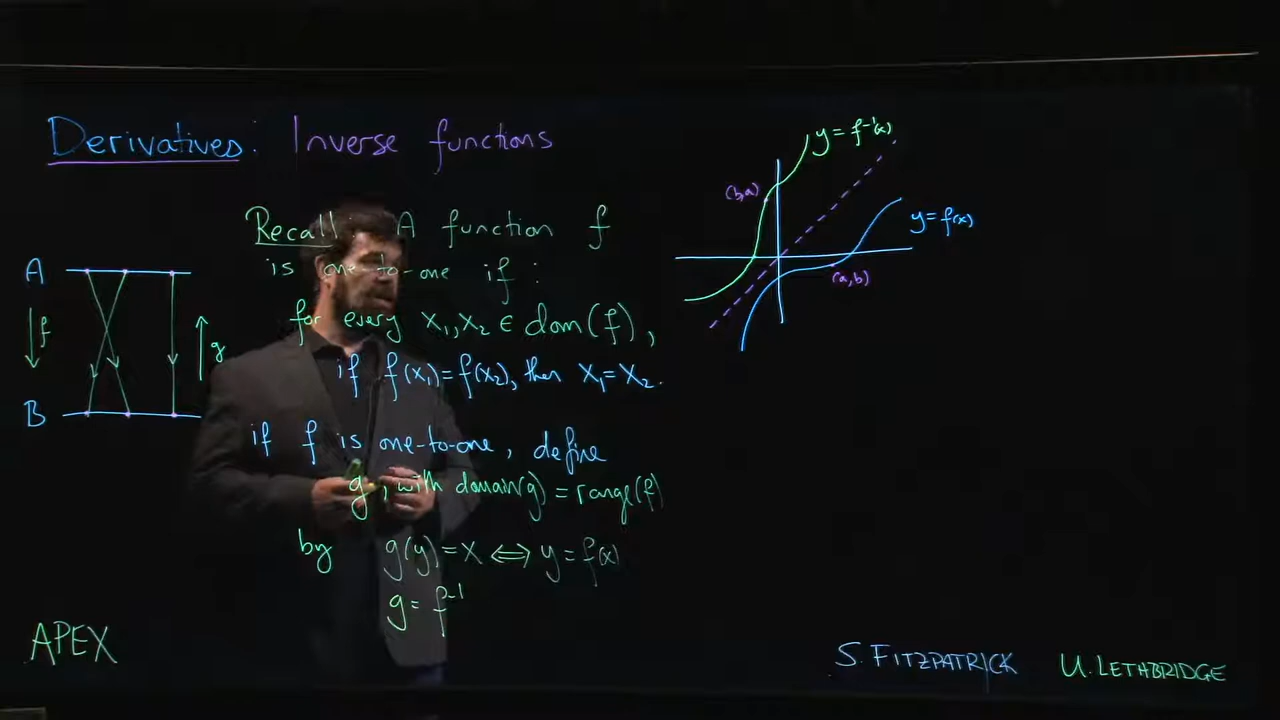 Derivatives: Inverse functions
Recall: A function f
is one-to-one if:
for every x₁, x₂ ∈ dom(f),
if f(x₁)=f(x₂), then x₁=x₂.
if f is one-to-one, define
g, with domain(g) = range(f)
by g(y)=x ⟺ y=f(x)
g=f⁻¹
A
f
g
B
y=f⁻¹(x)
(b,a)
y=f(x)
(a,b)
APEX
S. FITZPATRICK U. LETHBRIDGE